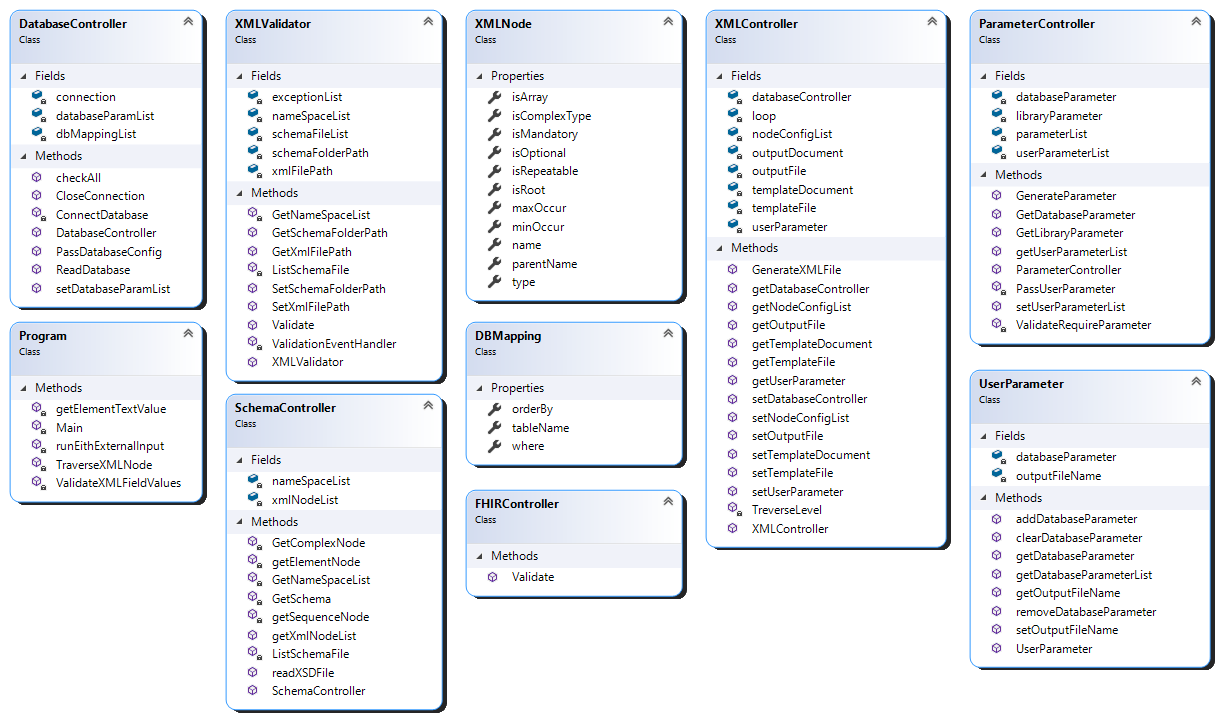 DatabaseController
Class
Fields
connection
databaseParamList
dbMappingList
Methods
checkAll
CloseConnection
ConnectDatabase
DatabaseController
PassDatabaseConfig
ReadDatabase
setDatabaseParamList
Program
Class
Methods
getElementTextValue
Main
runEithExternalInput
TraverseXMLNode
ValidateXMLFieldValues
XMLValidator
Class
Fields
exceptionList
nameSpaceList
schemaFileList
schemaFolderPath
xmlFilePath
Methods
GetNameSpaceList
GetSchemaFolderPath
GetXmlFilePath
ListSchemaFile
SetSchemaFolderPath
SetXmlFilePath
Validate
ValidationEventHandler
XMLValidator
SchemaController
Class
Fields
nameSpaceList
xmlNodeList
Methods
GetComplexNode
getElementNode
GetNameSpaceList
GetSchema
getSequenceNode
getXmlNodeList
ListSchemaFile
readXSDFile
SchemaController
XMLNode
Class
Properties
isArray
isComplexType
isMandatory
isOptional
isRepeatable
isRoot
maxOccur
minOccur
name
parentName
type
DBMapping
Class
Properties
orderBy
tableName
where
FHIRController
Class
Methods
Validate
XMLController
Class
Fields
databaseController
loop
nodeConfigList
outputDocument
outputFile
templateDocument
templateFile
userParameter
Methods
GenerateXMLFile
getDatabaseController
getNodeConfigList
getOutputFile
getTemplateDocument
getTemplateFile
getUserParameter
setDatabaseController
setNodeConfigList
setOutputFile
setTemplateDocument
setTemplateFile
setUserParameter
TreverseLevel
XMLController
ParameterController
Class
Fields
databaseParameter
libraryParameter
parameterList
userParameterList
Methods
GenerateParameter
GetDatabaseParameter
GetLibraryParameter
getUserParameterList
ParameterController
PassUserParameter
setUserParameterList
ValidateRequireParameter
UserParameter
Class
Fields
databaseParameter
outputFileName
Methods
addDatabaseParameter
clearDatabaseParameter
getDatabaseParameter
getDatabaseParameterList
getOutputFileName
removeDatabaseParameter
setOutputFileName
UserParameter